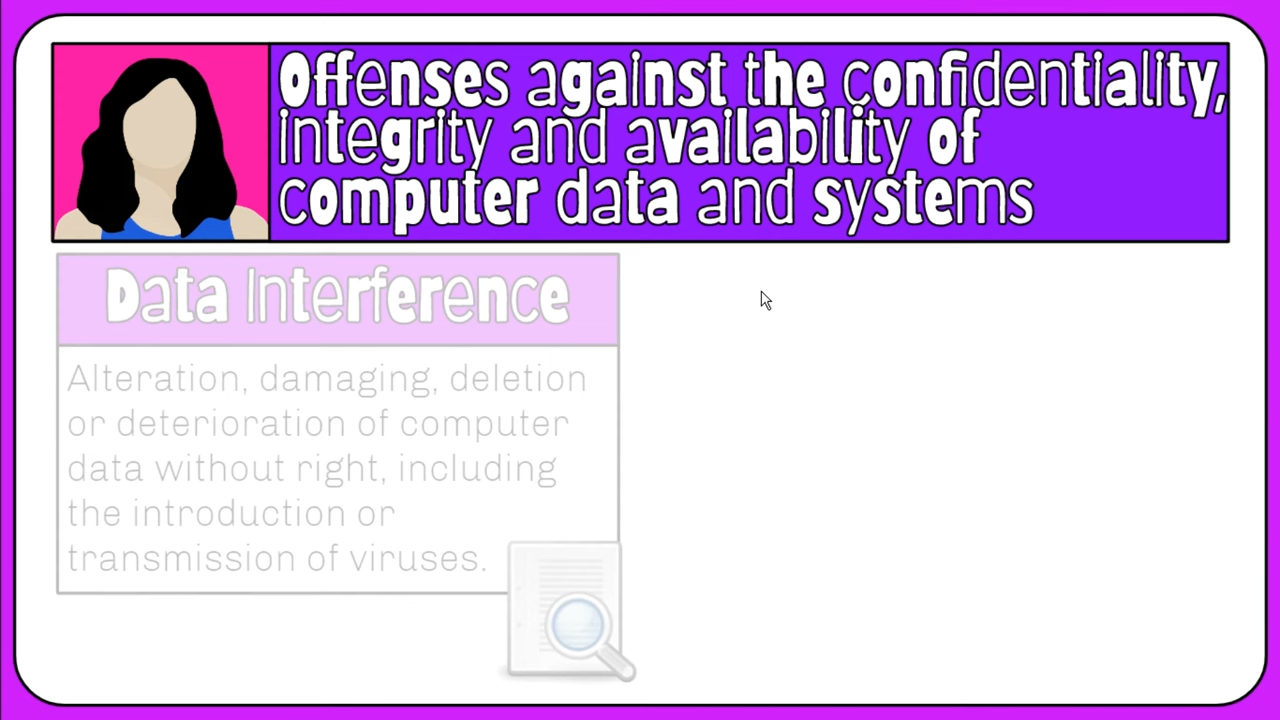 Offenses against the confidentiality,
integrity and availability of
computer data and systems
Data Interference
Alteration, damaging, deletion
or deterioration of computer
data without right, including
the introduction or
transmission of viruses.